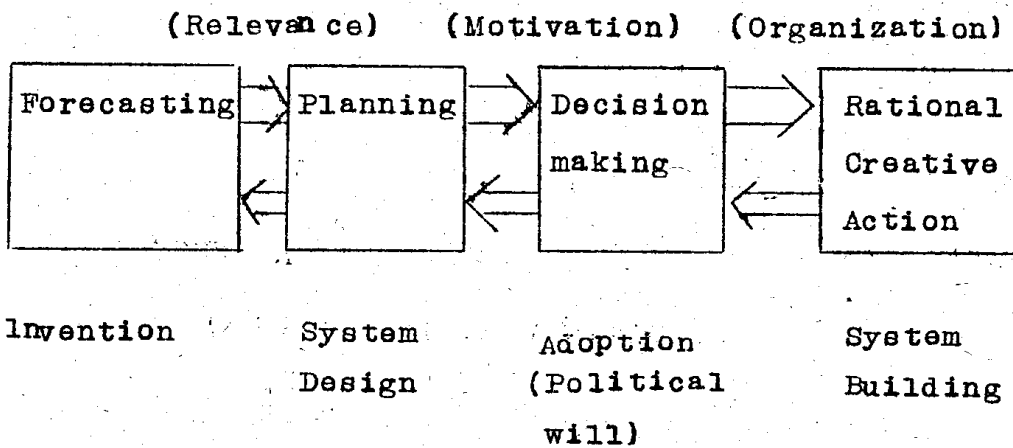 (Relevance) (Motivation) (Organization)
Forecasting Planning Decision Rational
making Creative
Action
Invention System Adoption System
Design (Political Building
will)